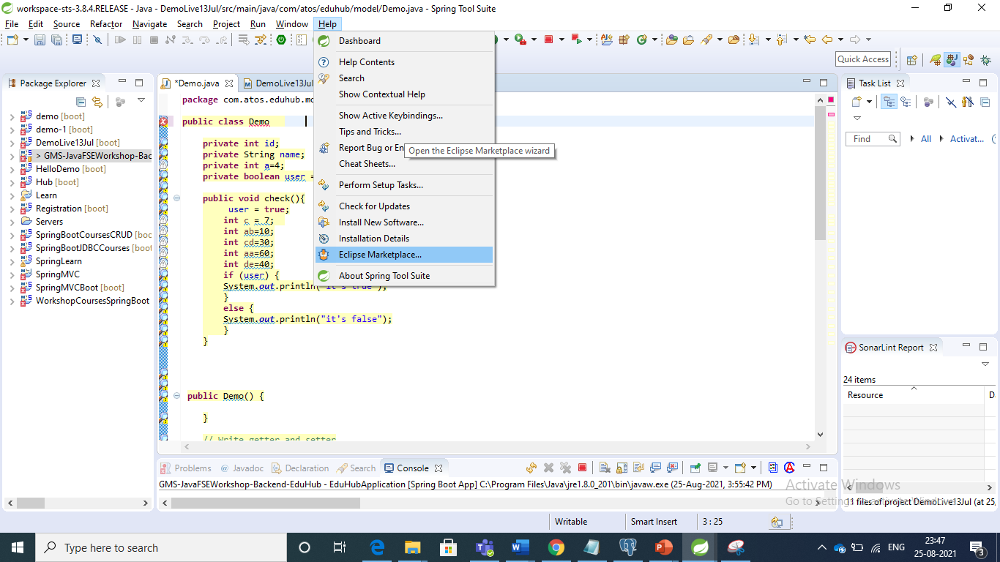 workspace-sts-3.8.4.RELEASE - Java - DemoLive13Jul/src/main/java/com/atos/eduhub/model/Demo.java - Spring Tool Suite
File Edit Source Refactor Navigate Search Project Run Window Help
Quick Access
Package Explorer
demo [boot]
demo-1 [boot]
DemoLive13Jul [boot]
> GMS-JavaFSEWorkshop-Bac
HelloDemo [boot]
Hub [boot]
Learn
Registration [boot]
Servers
SpringBootCoursesCRUD [boo
SpringBootJDBCCourses [boo
SpringLearn
SpringMVC
SpringMVCBoot [boot]
WorkshopCoursesSpringBoot
*Demo.java
DemoLive13Jul
package com.atos.eduhub.mo
public class Demo
private int id;
private String name;
private int a=4;
private boolean user =
public void check(){
user = true;
int c = 7;
int ab=10;
int cd=30;
int aa=60;
int de=40;
if (user) {
System.out.println("it's true");
}
else {
System.out.println("it's false");
}
}
public Demo() {
}
// Write getter and setter
Dashboard
Help Contents
Search
Show Contextual Help
Show Active Keybindings...
Tips and Tricks...
Report Bug or En
Open the Eclipse Marketplace wizard
Cheat Sheets...
Perform Setup Tasks...
Check for Updates
Install New Software...
Installation Details
Eclipse Marketplace...
About Spring Tool Suite
Task List
Find
All
Activat...
SonarLint Report
24 items
Resource
D
11 files of project DemoLive13Jul (at 25,
Problems
@ Javadoc
Declaration
Search
Console
GMS-JavaFSEWorkshop-Backend-EduHub - EduHubApplication [Spring Boot App] C:\Program Files\Java\jre1.8.0_201\bin\javaw.exe (25-Aug-2021, 3:55:42 PM)
Activate Windows
Go to Settings to activate Windows.
Writable
Smart Insert
3 : 25
Type here to search
ENG
23:47
25-08-2021
3